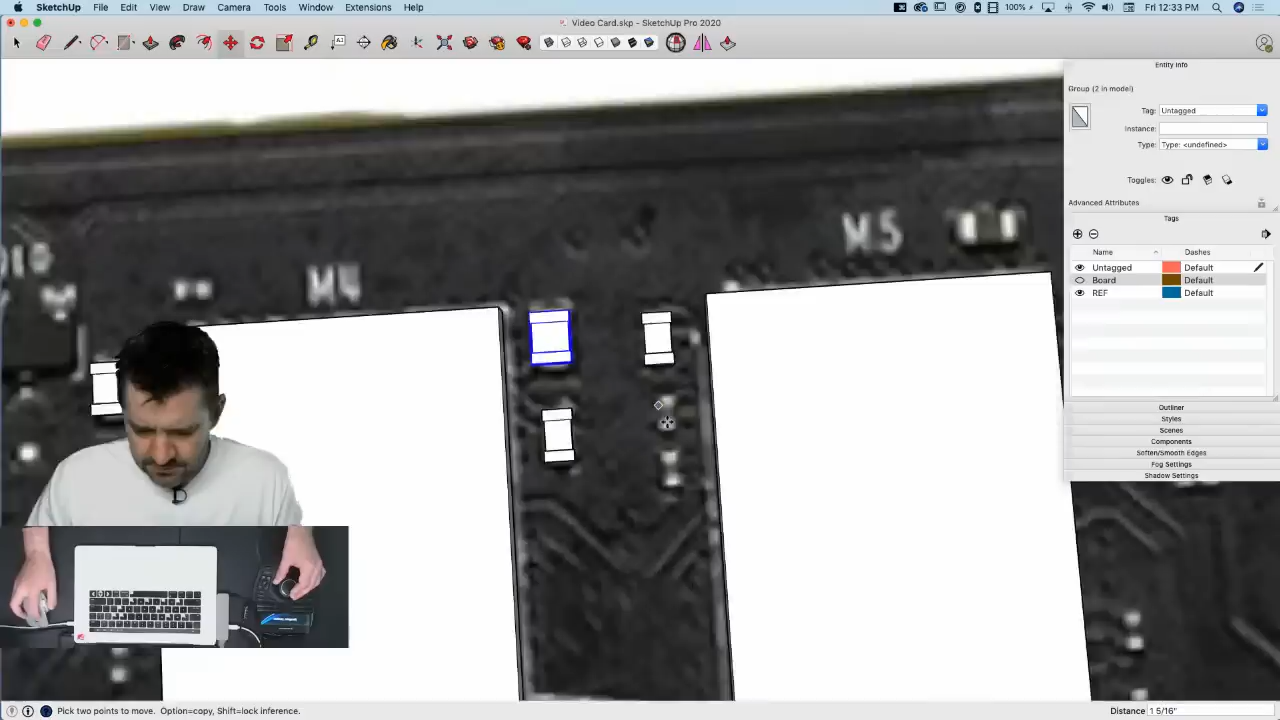 SketchUp File Edit View Draw Camera Tools Window Extensions Help
100% Fri 12:33 PM
Video Card.skp - SketchUp Pro 2020
Entity Info
Group (2 in model)
Tag: Untagged
Instance:
Type: Type: <undefined>
Toggles:
Advanced Attributes
Tags
Name Dashes
Untagged Default
Board Default
REF Default
Outliner
Styles
Scenes
Components
Soften/Smooth Edges
Fog Settings
Shadow Settings
M5
M4
Pick two points to move. Option=copy, Shift=lock inference.
Distance 1 5/16"